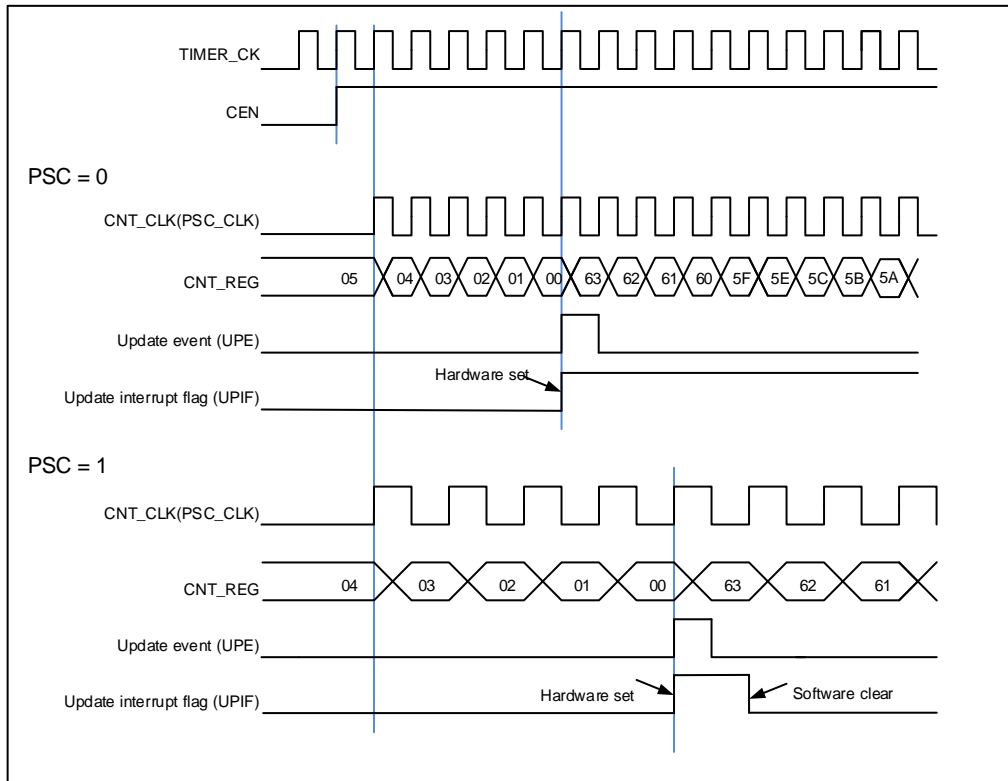 TIMER_CK
CEN
PSC = 0
CNT_CLK(PSC_CLK)
CNT_REG 05 04 03 02 01 00 63 62 61 60 5F 5E 5C 5B 5A
Update event (UPE)
Hardware set
Update interrupt flag (UPIF)
PSC = 1
CNT_CLK(PSC_CLK)
CNT_REG 04 03 02 01 00 63 62 61
Update event (UPE)
Update interrupt flag (UPIF) Hardware set Software clear